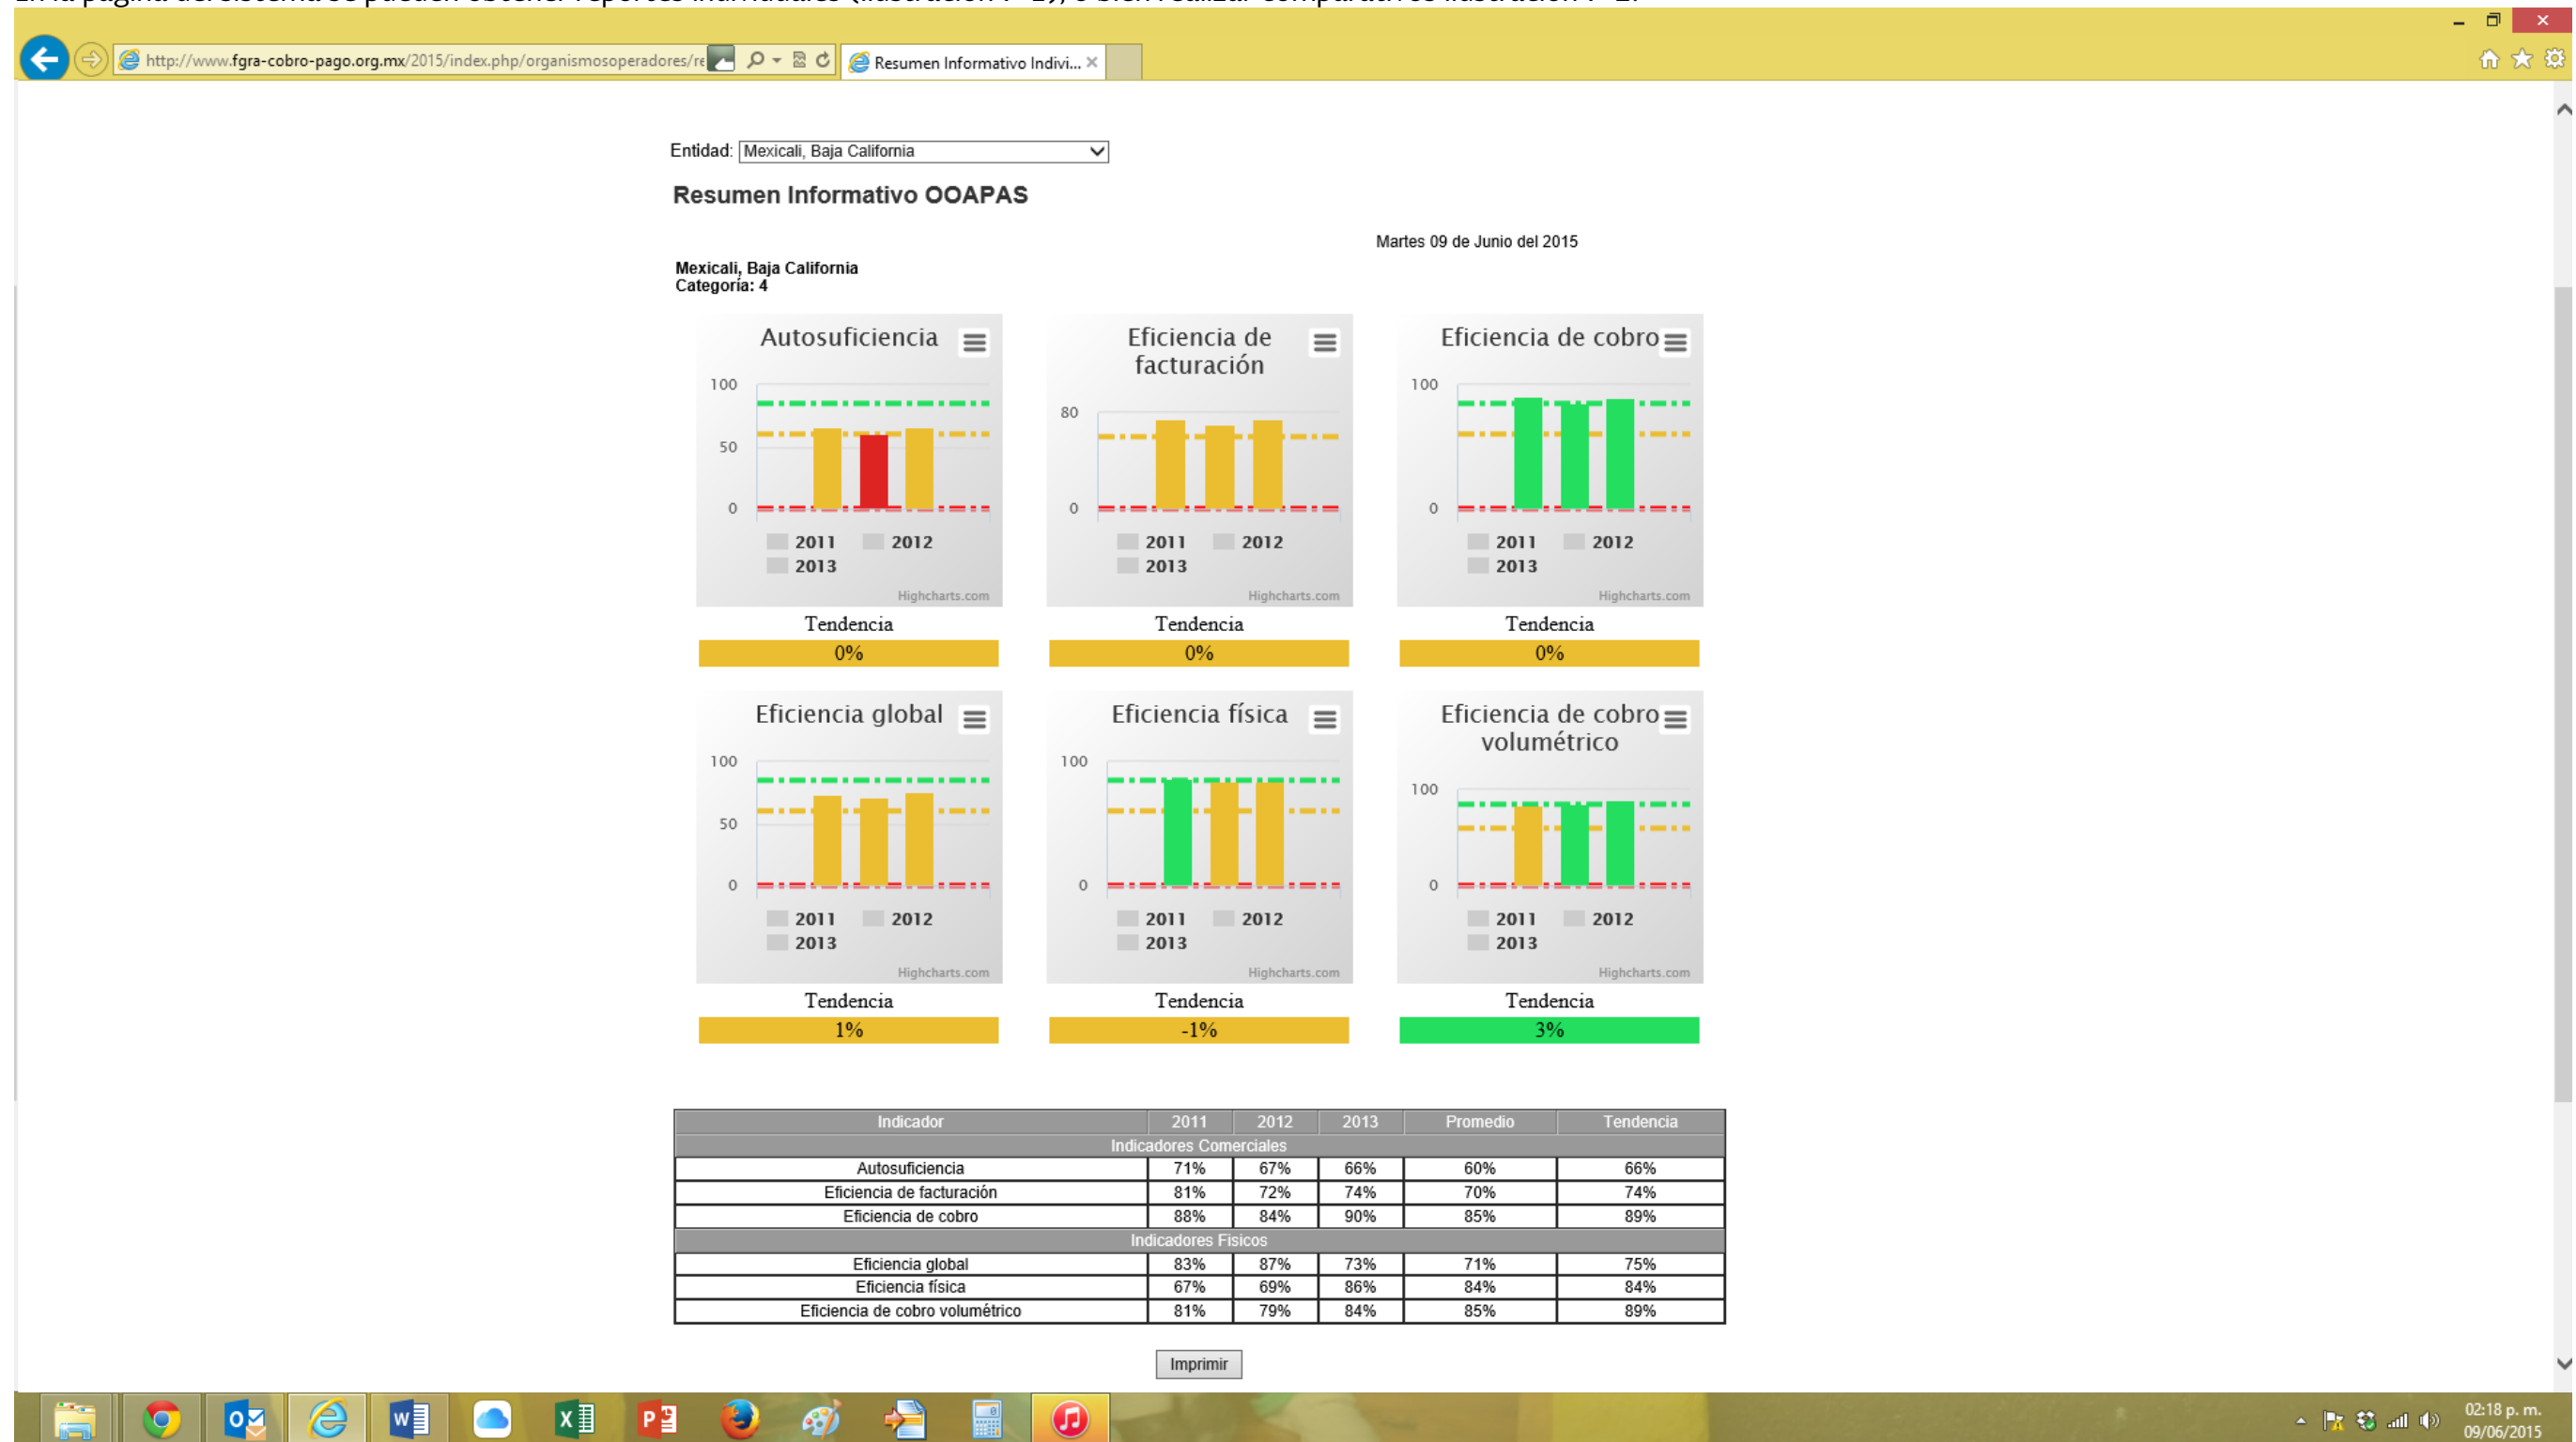 http://www.fgra-cobro-pago.org.mx/2015/index.php/organismosoperadores/re
Resumen Informativo Indivi...
Entidad: Mexicali, Baja California
Resumen Informativo OOAPAS
Martes 09 de Junio del 2015
Mexicali, Baja California
Categoría: 4
Autosuficiencia
100
50
0
2011 2012
2013
Highcharts.com
Tendencia
0%
Eficiencia de
facturación
80
0
2011 2012
2013
Highcharts.com
Tendencia
0%
Eficiencia de cobro
100
0
2011 2012
2013
Highcharts.com
Tendencia
0%
Eficiencia global
100
50
0
2011 2012
2013
Highcharts.com
Tendencia
1%
Eficiencia física
100
0
2011 2012
2013
Highcharts.com
Tendencia
-1%
Eficiencia de cobro
volumétrico
100
0
2011 2012
2013
Highcharts.com
Tendencia
3%
Indicador 2011 2012 2013 Promedio Tendencia
Indicadores Comerciales
Autosuficiencia 71% 67% 66% 60% 66%
Eficiencia de facturación 81% 72% 74% 70% 74%
Eficiencia de cobro 88% 84% 90% 85% 89%
Indicadores Fisicos
Eficiencia global 83% 87% 73% 71% 75%
Eficiencia física 67% 69% 86% 84% 84%
Eficiencia de cobro volumétrico 81% 79% 84% 85% 89%
Imprimir
02:18 p. m.
09/06/2015